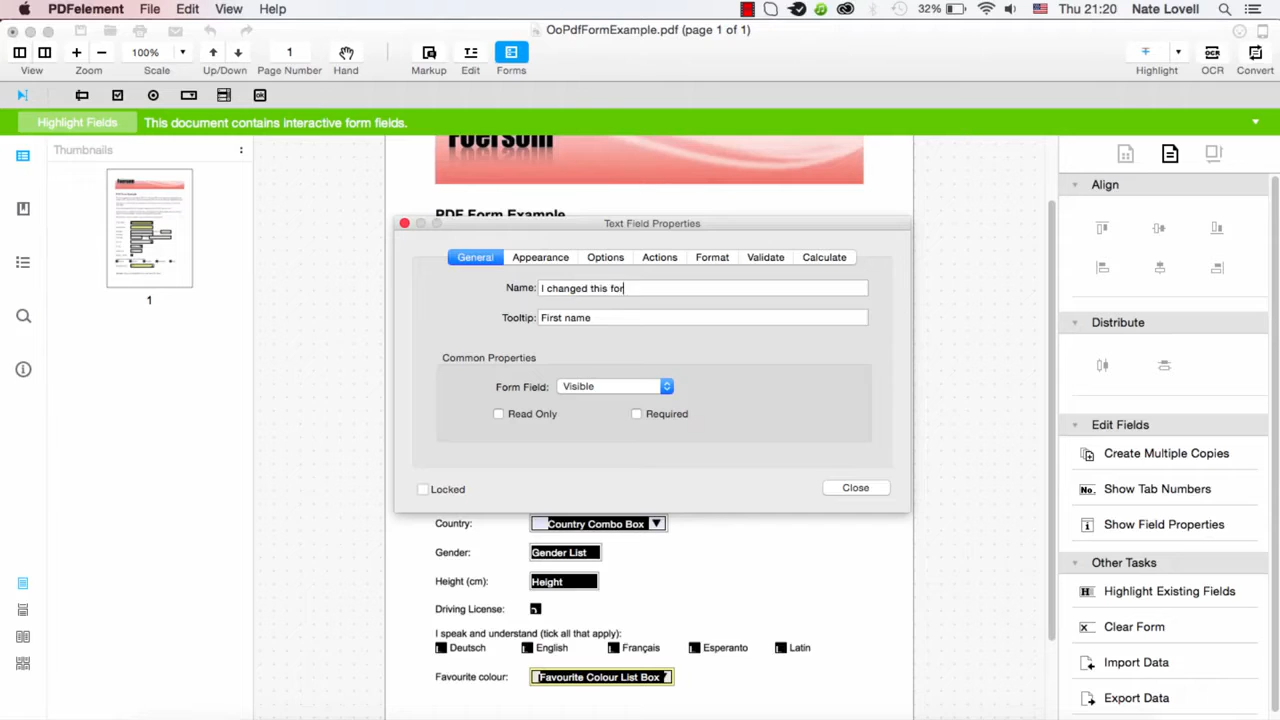 PDFelement File Edit View Help 32% Thu 21:20 Nate Lovell
OoPdfFormExample.pdf (page 1 of 1)
100% 1 OCR
View Zoom Scale Up/Down Page Number Hand Markup Edit Forms Highlight OCR Convert
OK
Highlight Fields This document contains interactive form fields.
Thumbnails
1
Foersom
PDF Form Example
Text Field Properties
General Appearance Options Actions Format Validate Calculate
Name: I changed this for
Tooltip: First name
Common Properties
Form Field: Visible
Read Only Required
Locked
Close
Country: Country Combo Box
Gender: Gender List
Height (cm): Height
Driving License:
I speak and understand (tick all that apply):
Deutsch English Français Esperanto Latin
Favourite colour: Favourite Colour List Box
Align
Distribute
Edit Fields
Create Multiple Copies
No. Show Tab Numbers
Show Field Properties
Other Tasks
Highlight Existing Fields
Clear Form
Import Data
Export Data